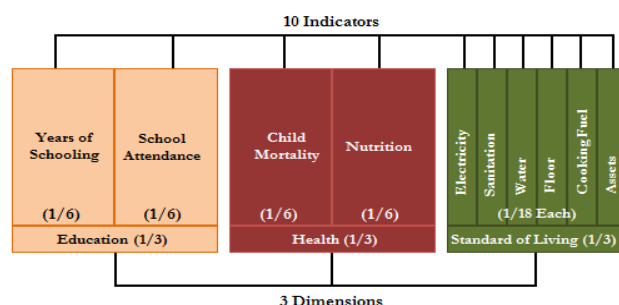 10 Indicators
Years of
Schooling
(1/6)
School
Attendance
(1/6)
Education (1/3)
Child
Mortality
(1/6)
Nutrition
(1/6)
Health (1/3)
Electricity
Sanitation
Water
Floor
Cooking Fuel
Assets
(1/18 Each)
Standard of Living (1/3)
3 Dimensions